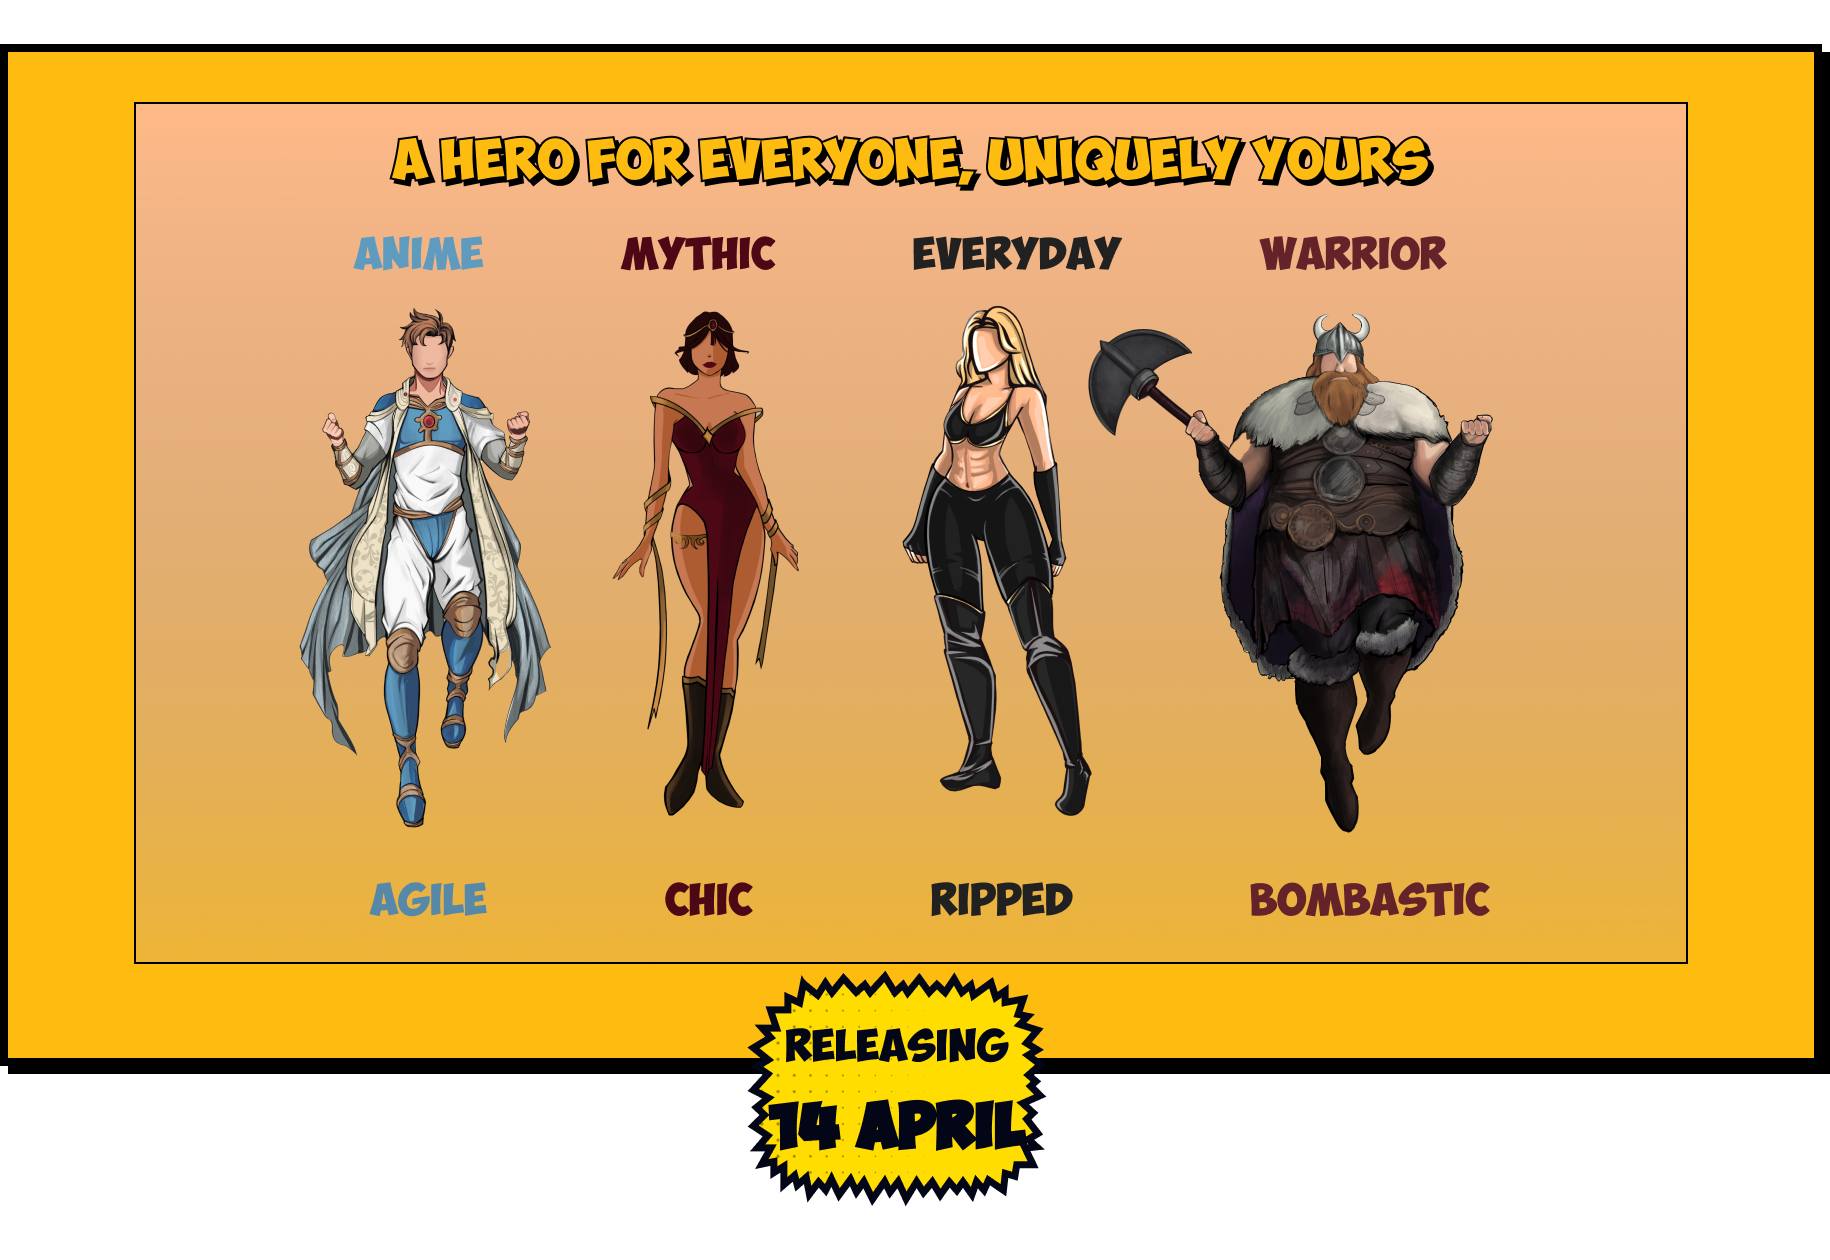 A HERO FOR EVERYONE, UNIQUELY YOURS
ANIME MYTHIC EVERYDAY WARRIOR
AGILE CHIC RIPPED BOMBASTIC
RELEASING
14 APRIL